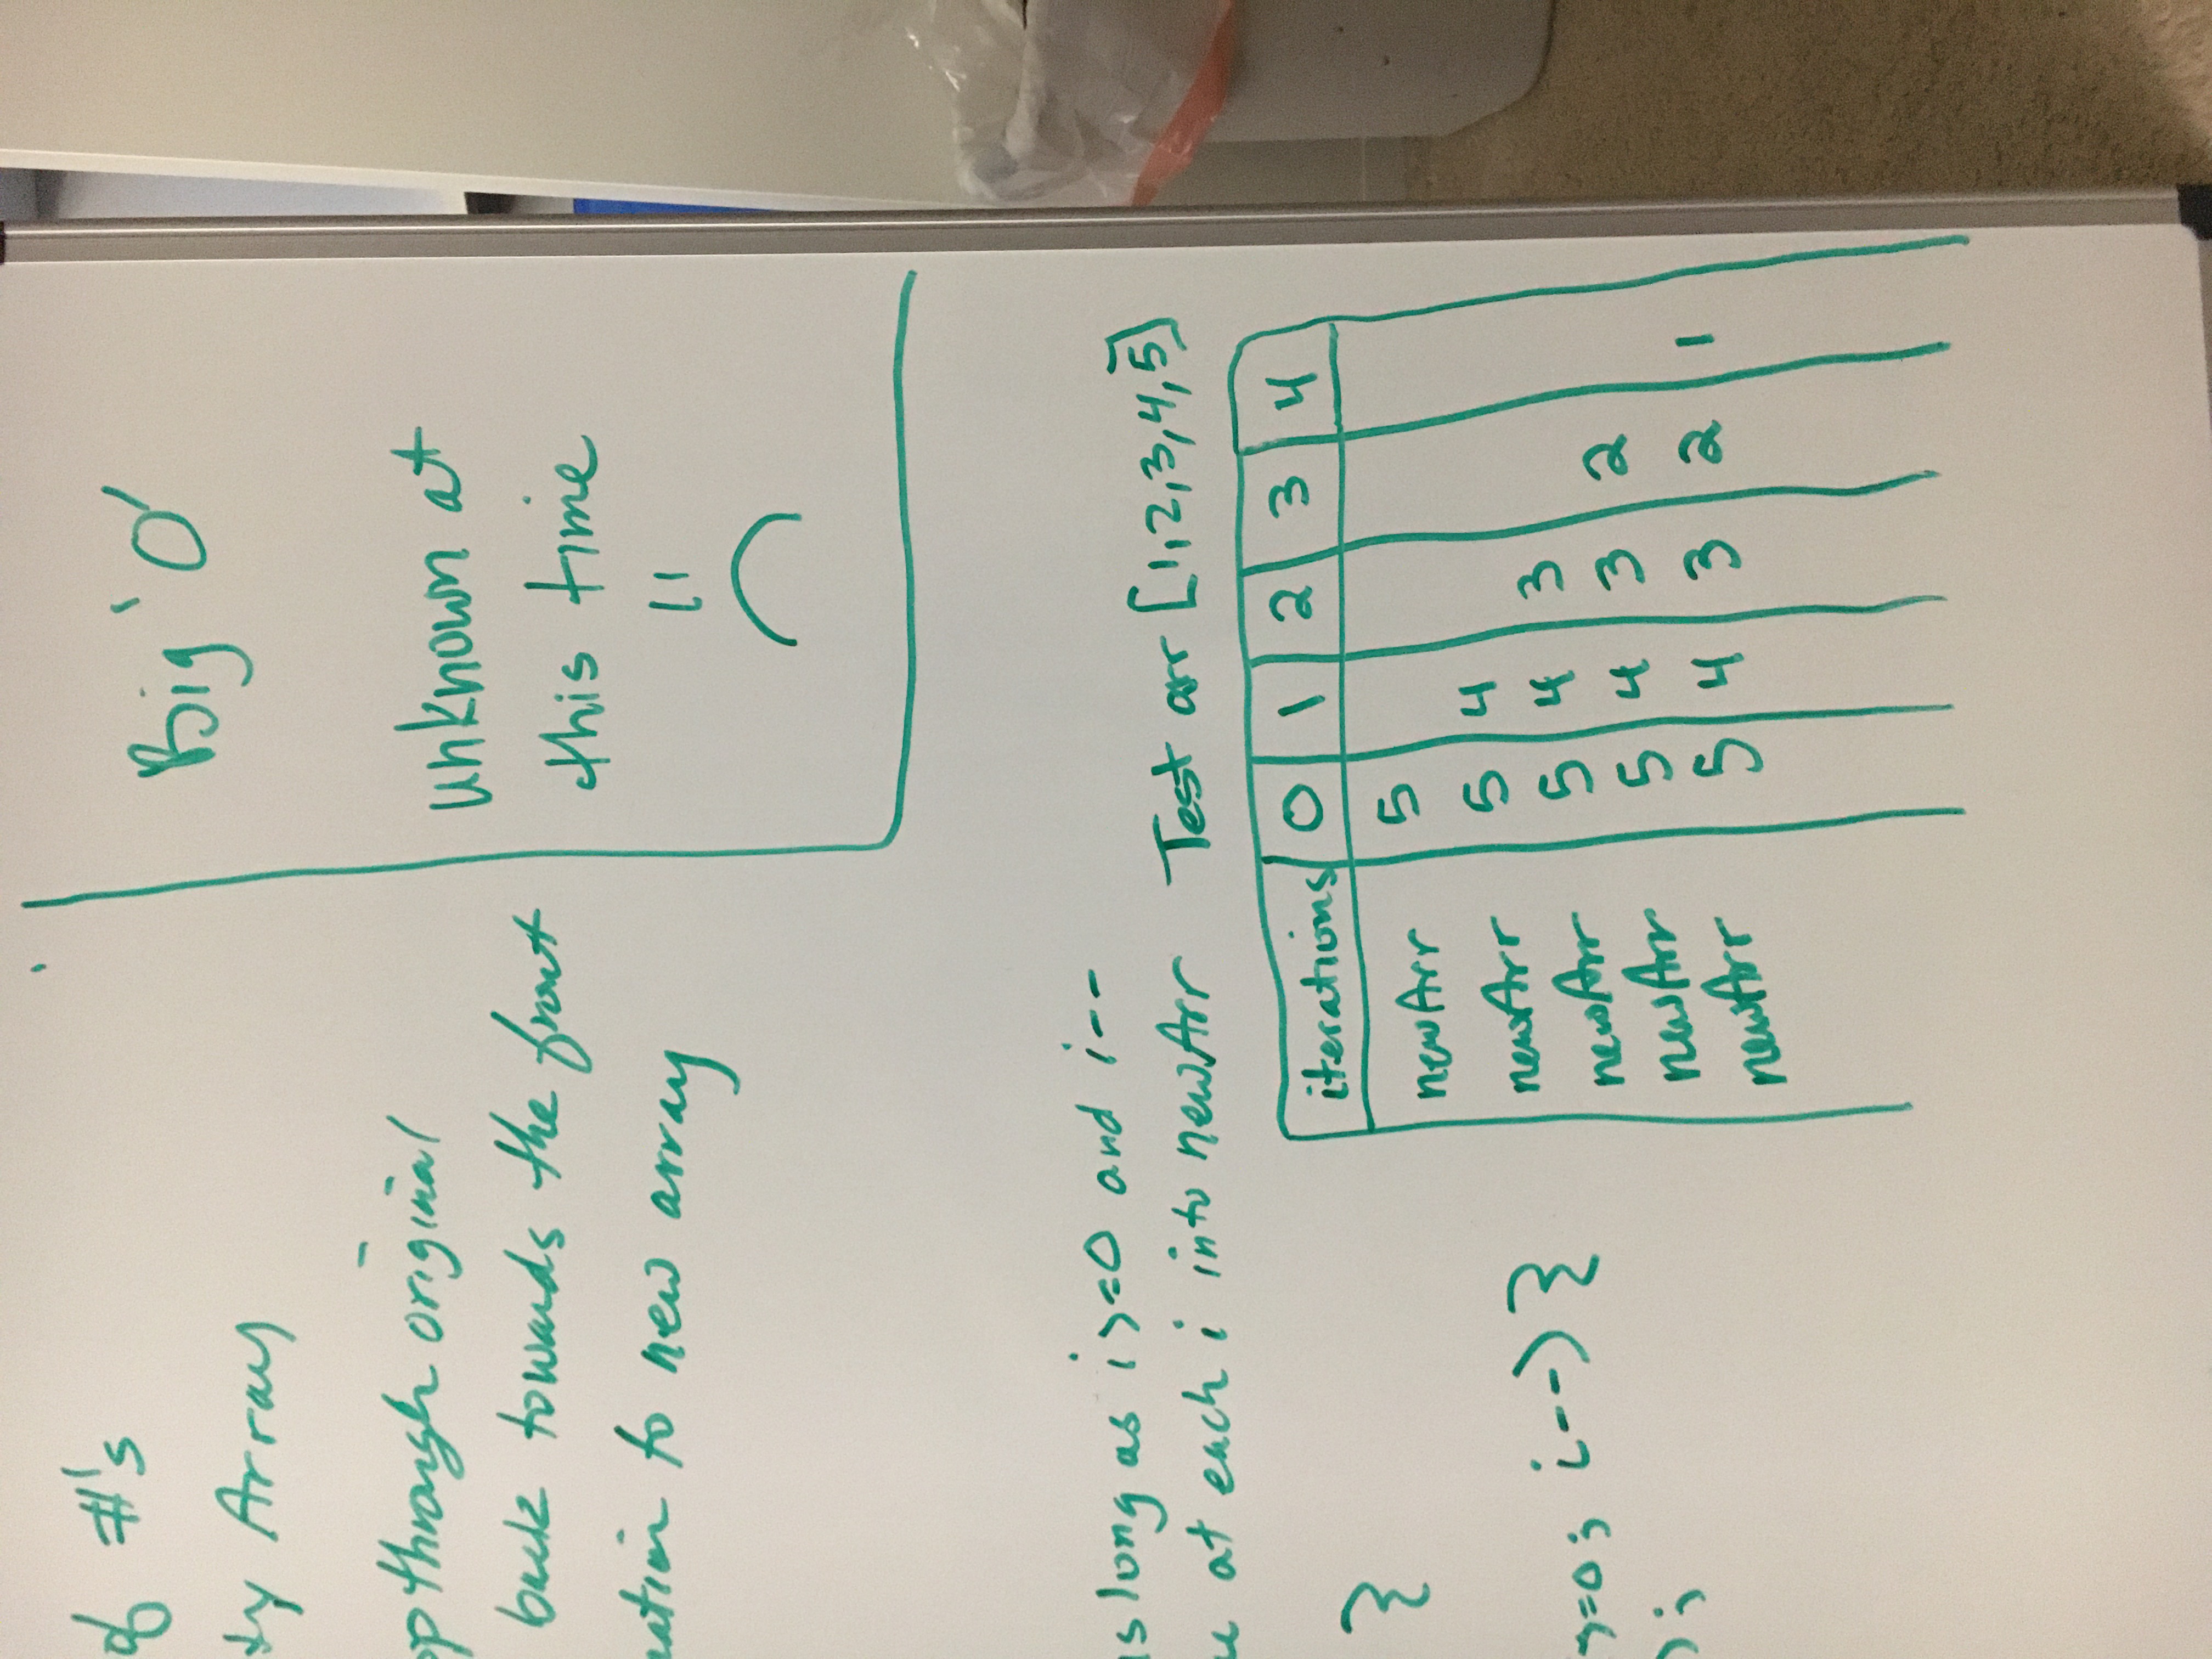 of #'s
ty Array
op through original
back towards the front
nation to new array
Big 'O'
unknown at
this time
is long as i >=0 and i--
at each i into newArr
}
>=0; i--) {
);
Test arr [1,2,3,4,5]
iterations 0 1 2 3 4
newArr 5
newArr 5 4
newArr 5 4 3
newArr 5 4 3 2
newArr 5 4 3 2 1